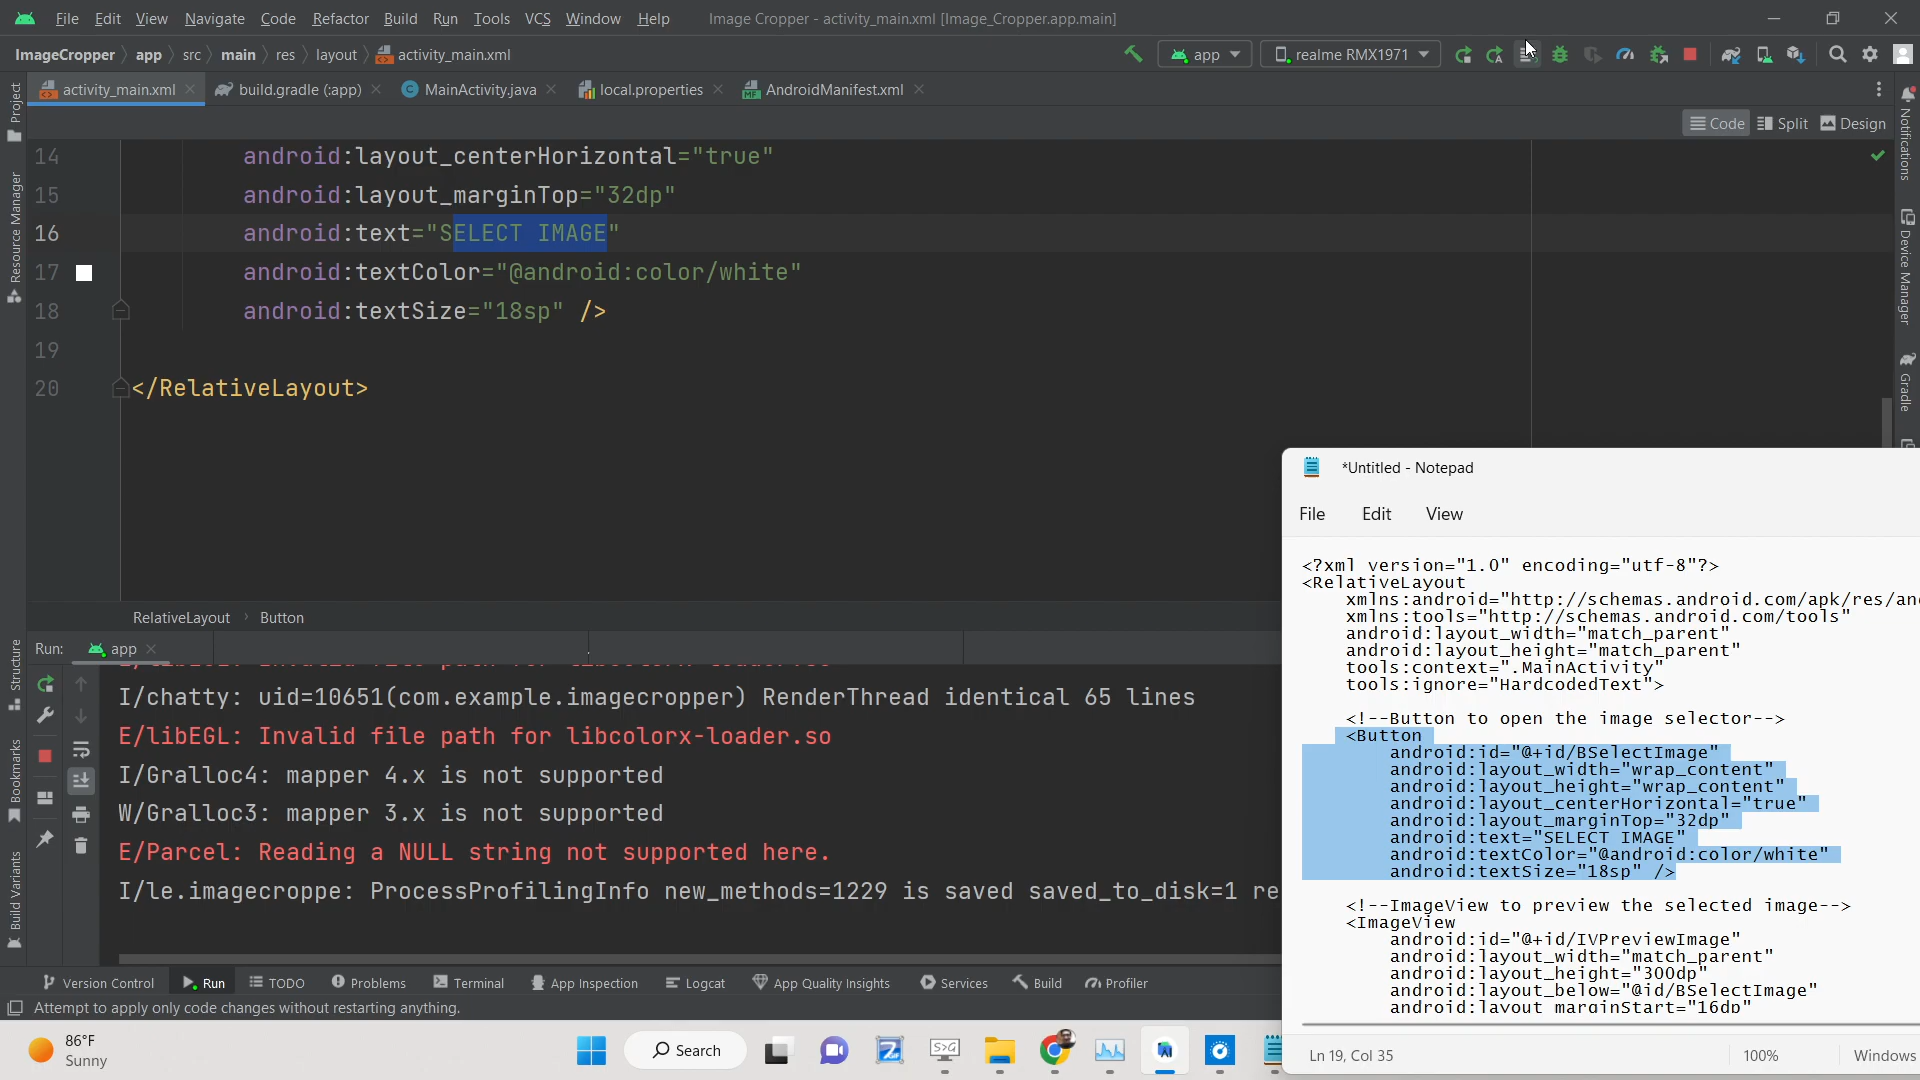 File Edit View Navigate Code Refactor Build Run Tools VCS Window Help Image Cropper - activity_main.xml [Image_Cropper.app.main]
ImageCropper app src main res layout activity_main.xml app realme RMX1971
activity_main.xml build.gradle (:app) MainActivity.java local.properties AndroidManifest.xml
Code Split Design
Project
Resource Manager
Structure
Bookmarks
Build Variants
Notifications
Device Manager
Gradle
14 android:layout_centerHorizontal="true"
15 android:layout_marginTop="32dp"
16 android:text="SELECT IMAGE"
17 android:textColor="@android:color/white"
18 android:textSize="18sp" />
19
20 </RelativeLayout>
RelativeLayout Button
Run: app
I/chatty: uid=10651(com.example.imagecropper) RenderThread identical 65 lines
E/libEGL: Invalid file path for libcolorx-loader.so
I/Gralloc4: mapper 4.x is not supported
W/Gralloc3: mapper 3.x is not supported
E/Parcel: Reading a NULL string not supported here.
I/le.imagecroppe: ProcessProfilingInfo new_methods=1229 is saved saved_to_disk=1 re
Version Control Run TODO Problems Terminal App Inspection Logcat App Quality Insights Services Build Profiler
Attempt to apply only code changes without restarting anything.
*Untitled - Notepad
File Edit View
<?xml version="1.0" encoding="utf-8"?>
<RelativeLayout
xmlns:android="http://schemas.android.com/apk/res/an
xmlns:tools="http://schemas.android.com/tools"
android:layout_width="match_parent"
android:layout_height="match_parent"
tools:context=".MainActivity"
tools:ignore="HardcodedText">
<!--Button to open the image selector-->
<Button
android:id="@+id/BSelectImage"
android:layout_width="wrap_content"
android:layout_height="wrap_content"
android:layout_centerHorizontal="true"
android:layout_marginTop="32dp"
android:text="SELECT IMAGE"
android:textColor="@android:color/white"
android:textSize="18sp" />
<!--ImageView to preview the selected image-->
<ImageView
android:id="@+id/IVPreviewImage"
android:layout_width="match_parent"
android:layout_height="300dp"
android:layout_below="@id/BSelectImage"
android:layout_marginStart="16dp"
Ln 19, Col 35 100% Windows
86°F
Sunny
Search